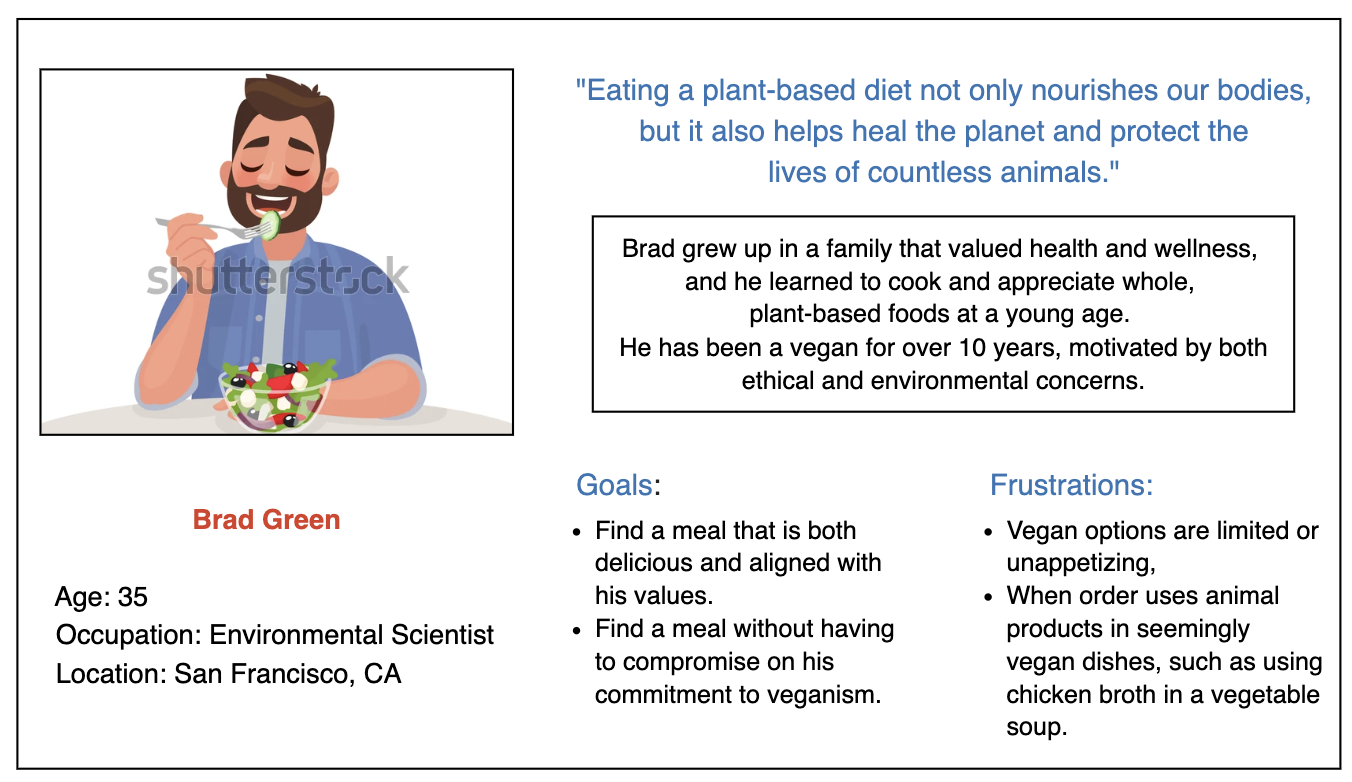 "Eating a plant-based diet not only nourishes our bodies,
but it also helps heal the planet and protect the
lives of countless animals."
shutterstock
Brad grew up in a family that valued health and wellness,
and he learned to cook and appreciate whole,
plant-based foods at a young age.
He has been a vegan for over 10 years, motivated by both
ethical and environmental concerns.
Brad Green
Age: 35
Occupation: Environmental Scientist
Location: San Francisco, CA
Goals:
• Find a meal that is both
delicious and aligned with
his values.
• Find a meal without having
to compromise on his
commitment to veganism.
Frustrations:
• Vegan options are limited or
unappetizing,
• When order uses animal
products in seemingly
vegan dishes, such as using
chicken broth in a vegetable
soup.